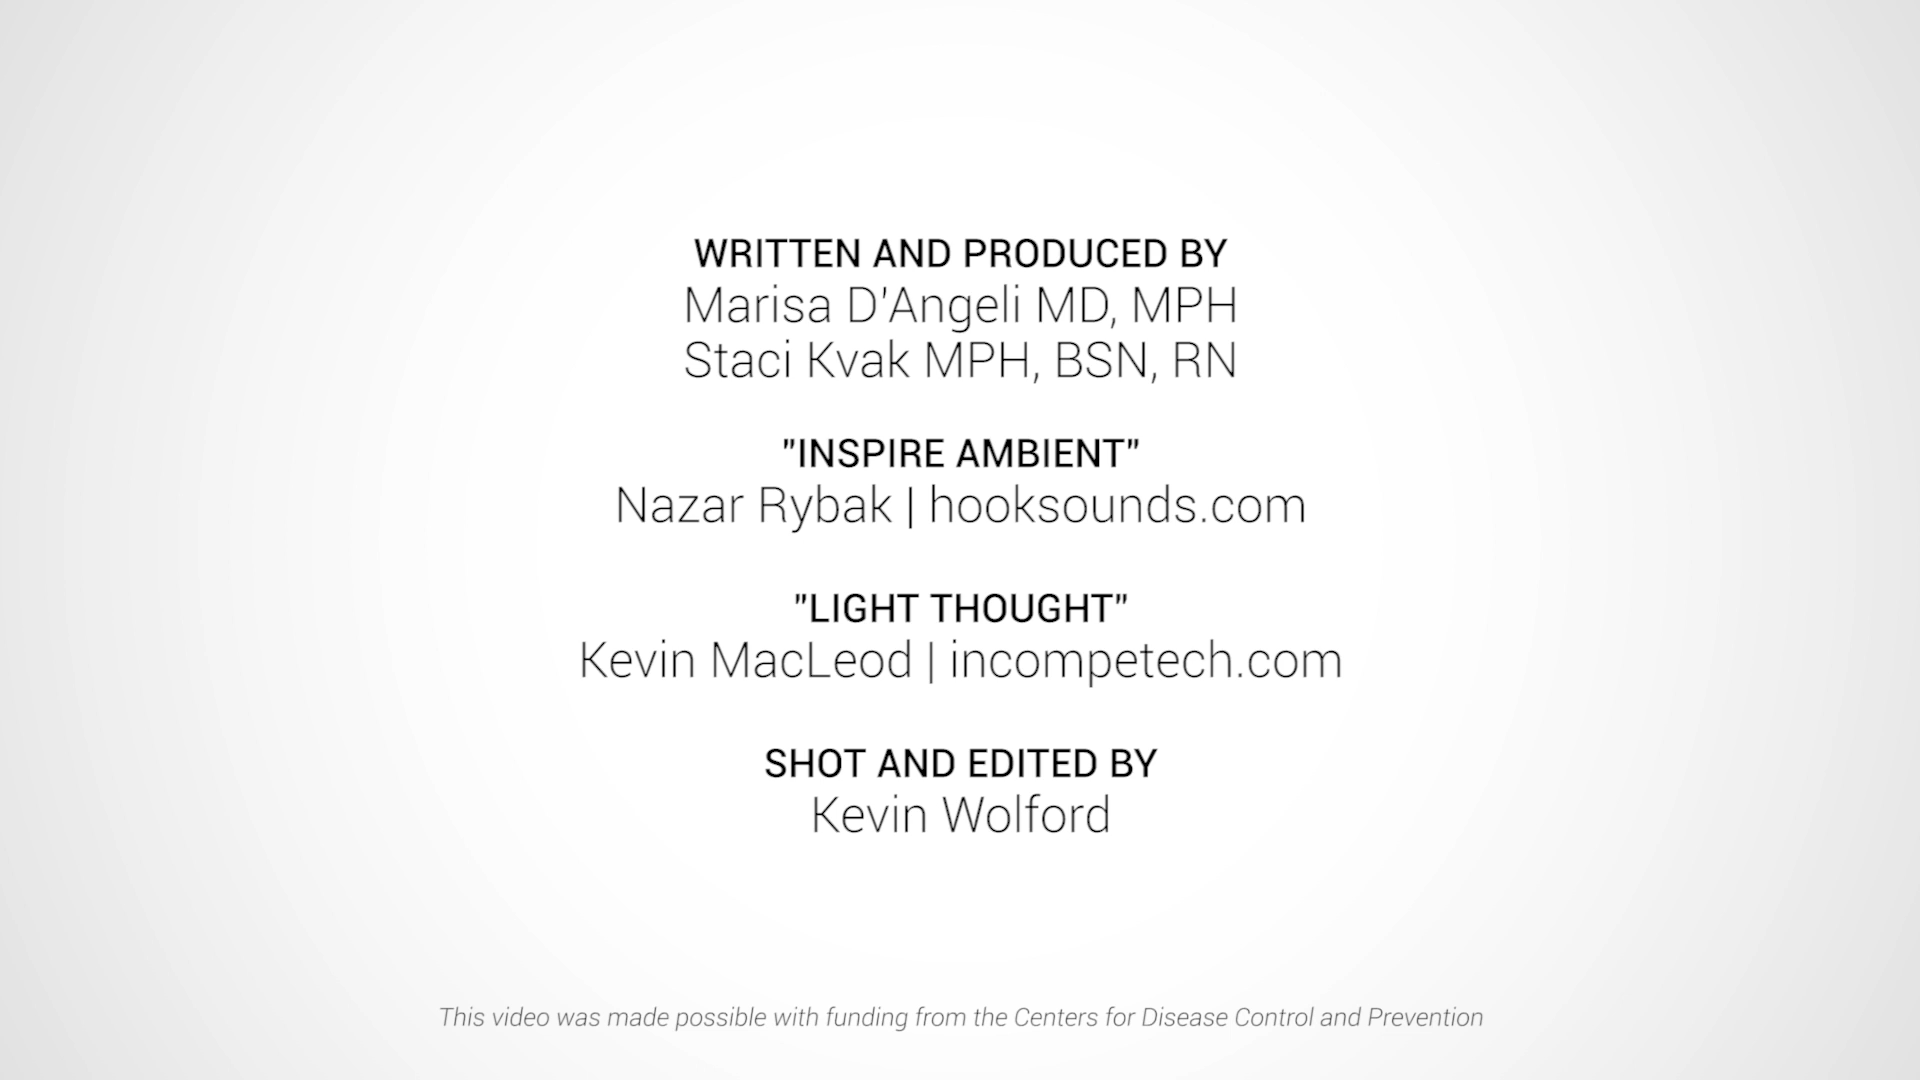 WRITTEN AND PRODUCED BY
Marisa D'Angeli MD, MPH
Staci Kvak MPH, BSN, RN
"INSPIRE AMBIENT"
Nazar Rybak | hooksounds.com
"LIGHT THOUGHT"
Kevin MacLeod | incompetech.com
SHOT AND EDITED BY
Kevin Wolford
This video was made possible with funding from the Centers for Disease Control and Prevention